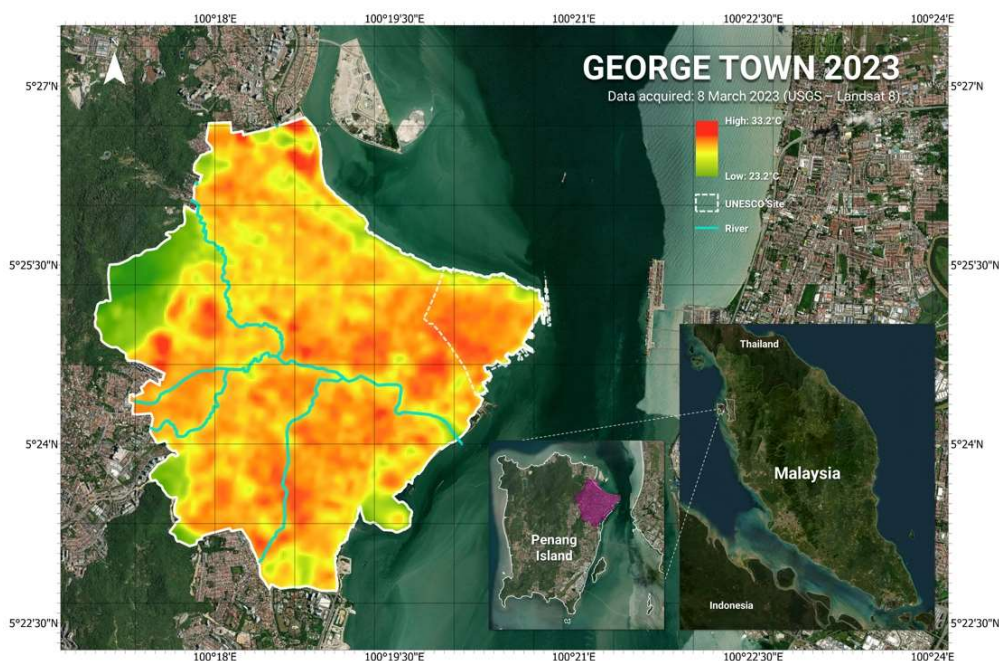 100°18'E 100°19'30"E 100°21'E 100°22'30"E 100°24'E
5°27'N 5°27'N
GEORGE TOWN 2023
Data acquired: 8 March 2023 (USGS – Landsat 8)
High: 33.2°C
Low: 23.2°C
UNESCO Site
River
5°25'30"N 5°25'30"N
Thailand
5°24'N 5°24'N
Malaysia
Penang
Island
Indonesia
5°22'30"N 5°22'30"N
100°18'E 100°19'30"E 100°21'E 100°22'30"E 100°24'E